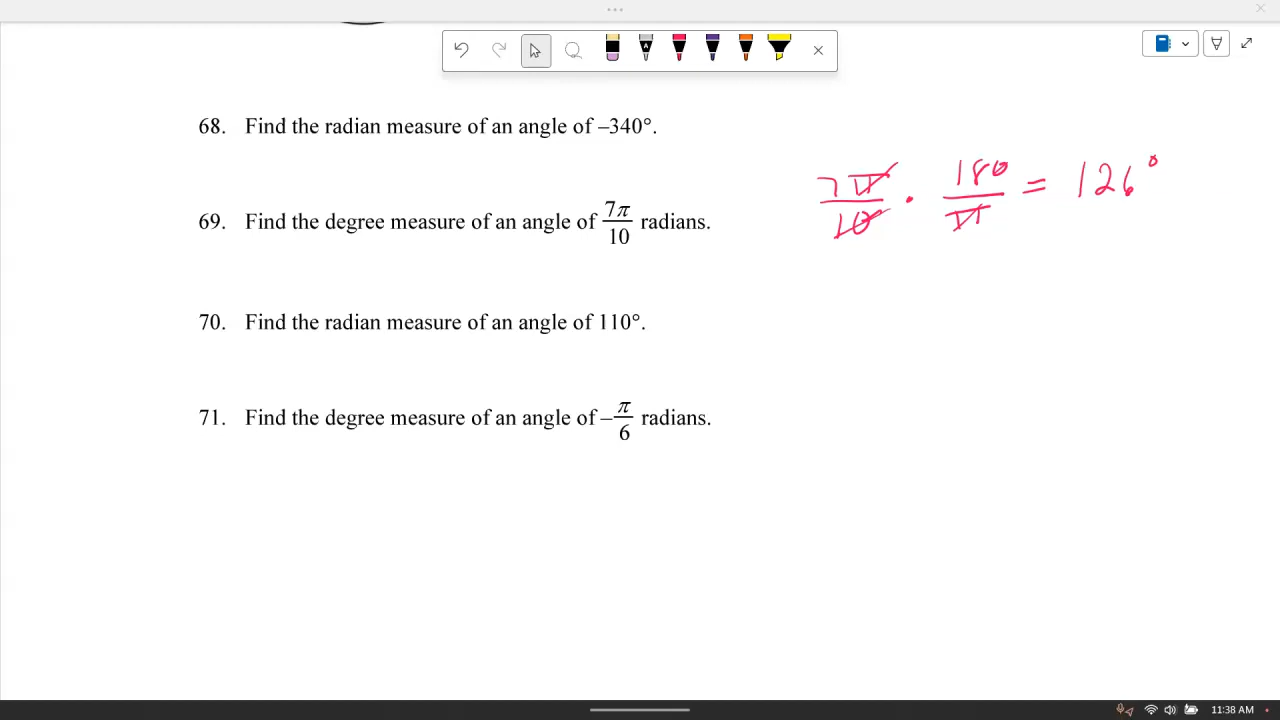 68. Find the radian measure of an angle of –340°.
7π/10 · 180/π = 126°
69. Find the degree measure of an angle of 7π/10 radians.
70. Find the radian measure of an angle of 110°.
71. Find the degree measure of an angle of –π/6 radians.
11:38 AM